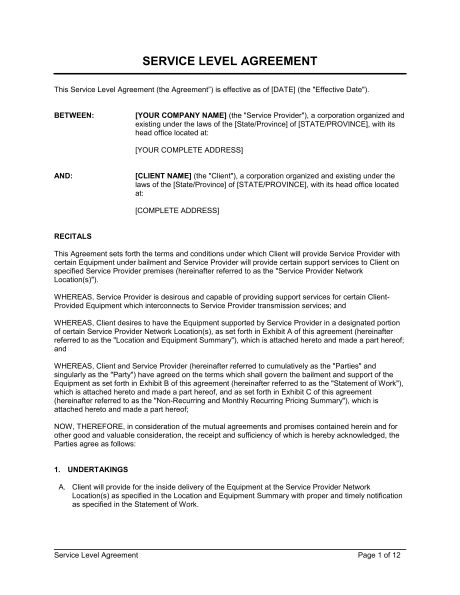 SERVICE LEVEL AGREEMENT
This Service Level Agreement (the Agreement") is effective as of [DATE] (the "Effective Date").
BETWEEN:
[YOUR COMPANY NAME] (the "Service Provider"), a corporation organized and
existing under the laws of the [State/Province] of [STATE/PROVINCE], with its
head office located at:
[YOUR COMPLETE ADDRESS]
AND:
[CLIENT NAME] (the "Client"), a corporation organized and existing under the
laws of the [State/Province] of [STATE/PROVINCE], with its head office located
at:
[COMPLETE ADDRESS]
RECITALS
This Agreement sets forth the terms and conditions under which Client will provide Service Provider with
certain Equipment under bailment and Service Provider will provide certain support services to Client on
specified Service Provider premises (hereinafter referred to as the "Service Provider Network
Location(s)").
WHEREAS, Service Provider is desirous and capable of providing support services for certain Client-
Provided Equipment which interconnects to Service Provider transmission services; and
WHEREAS, Client desires to have the Equipment supported by Service Provider in a designated portion
of certain Service Provider Network Location(s), as set forth in Exhibit A of this agreement (hereinafter
referred to as the "Location and Equipment Summary"), which is attached hereto and made a part hereof;
and
WHEREAS, Client and Service Provider (hereinafter referred to cumulatively as the "Parties" and
singularly as the "Party") have agreed on the terms which shall govern the bailment and support of the
Equipment as set forth in Exhibit B of this agreement (hereinafter referred to as the "Statement of Work"),
which is attached hereto and made a part hereof, and as set forth in Exhibit C of this agreement
(hereinafter referred to as the "Non-Recurring and Monthly Recurring Pricing Summary"), which is
attached hereto and made a part hereof;
NOW, THEREFORE, in consideration of the mutual agreements and promises contained herein and for
other good and valuable consideration, the receipt and sufficiency of which is hereby acknowledged, the
Parties agree as follows:
1. UNDERTAKINGS
A. Client will provide for the inside delivery of the Equipment at the Service Provider Network
Location(s) as specified in the Location and Equipment Summary with proper and timely notification
as specified in the Statement of Work.
Service Level Agreement
Page 1 of 12